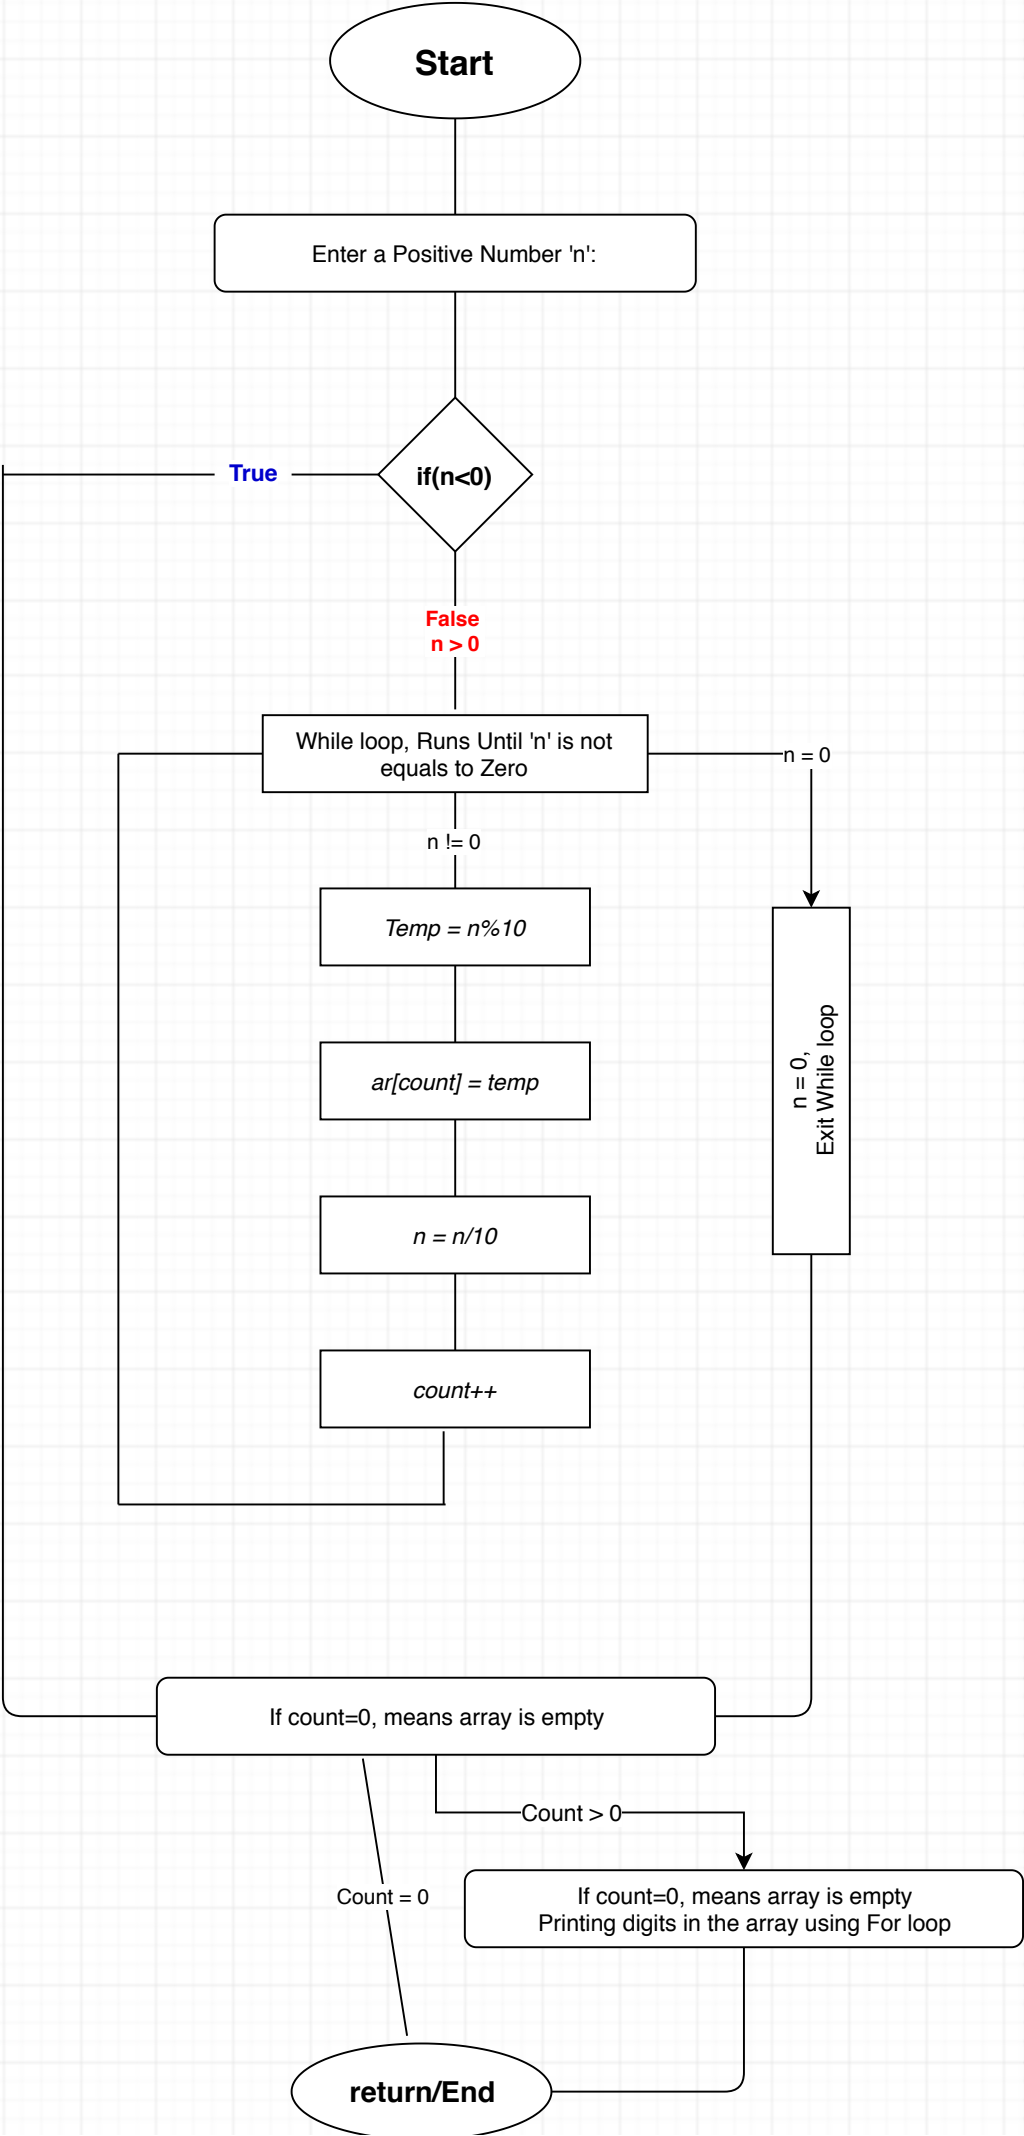 Start
Enter a Positive Number 'n':
if(n<0)
True
False
n > 0
While loop, Runs Until 'n' is not
equals to Zero
n = 0
n != 0
Temp = n%10
ar[count] = temp
n = n/10
count++
n = 0,
Exit While loop
If count=0, means array is empty
Count > 0
Count = 0
If count=0, means array is empty
Printing digits in the array using For loop
return/End